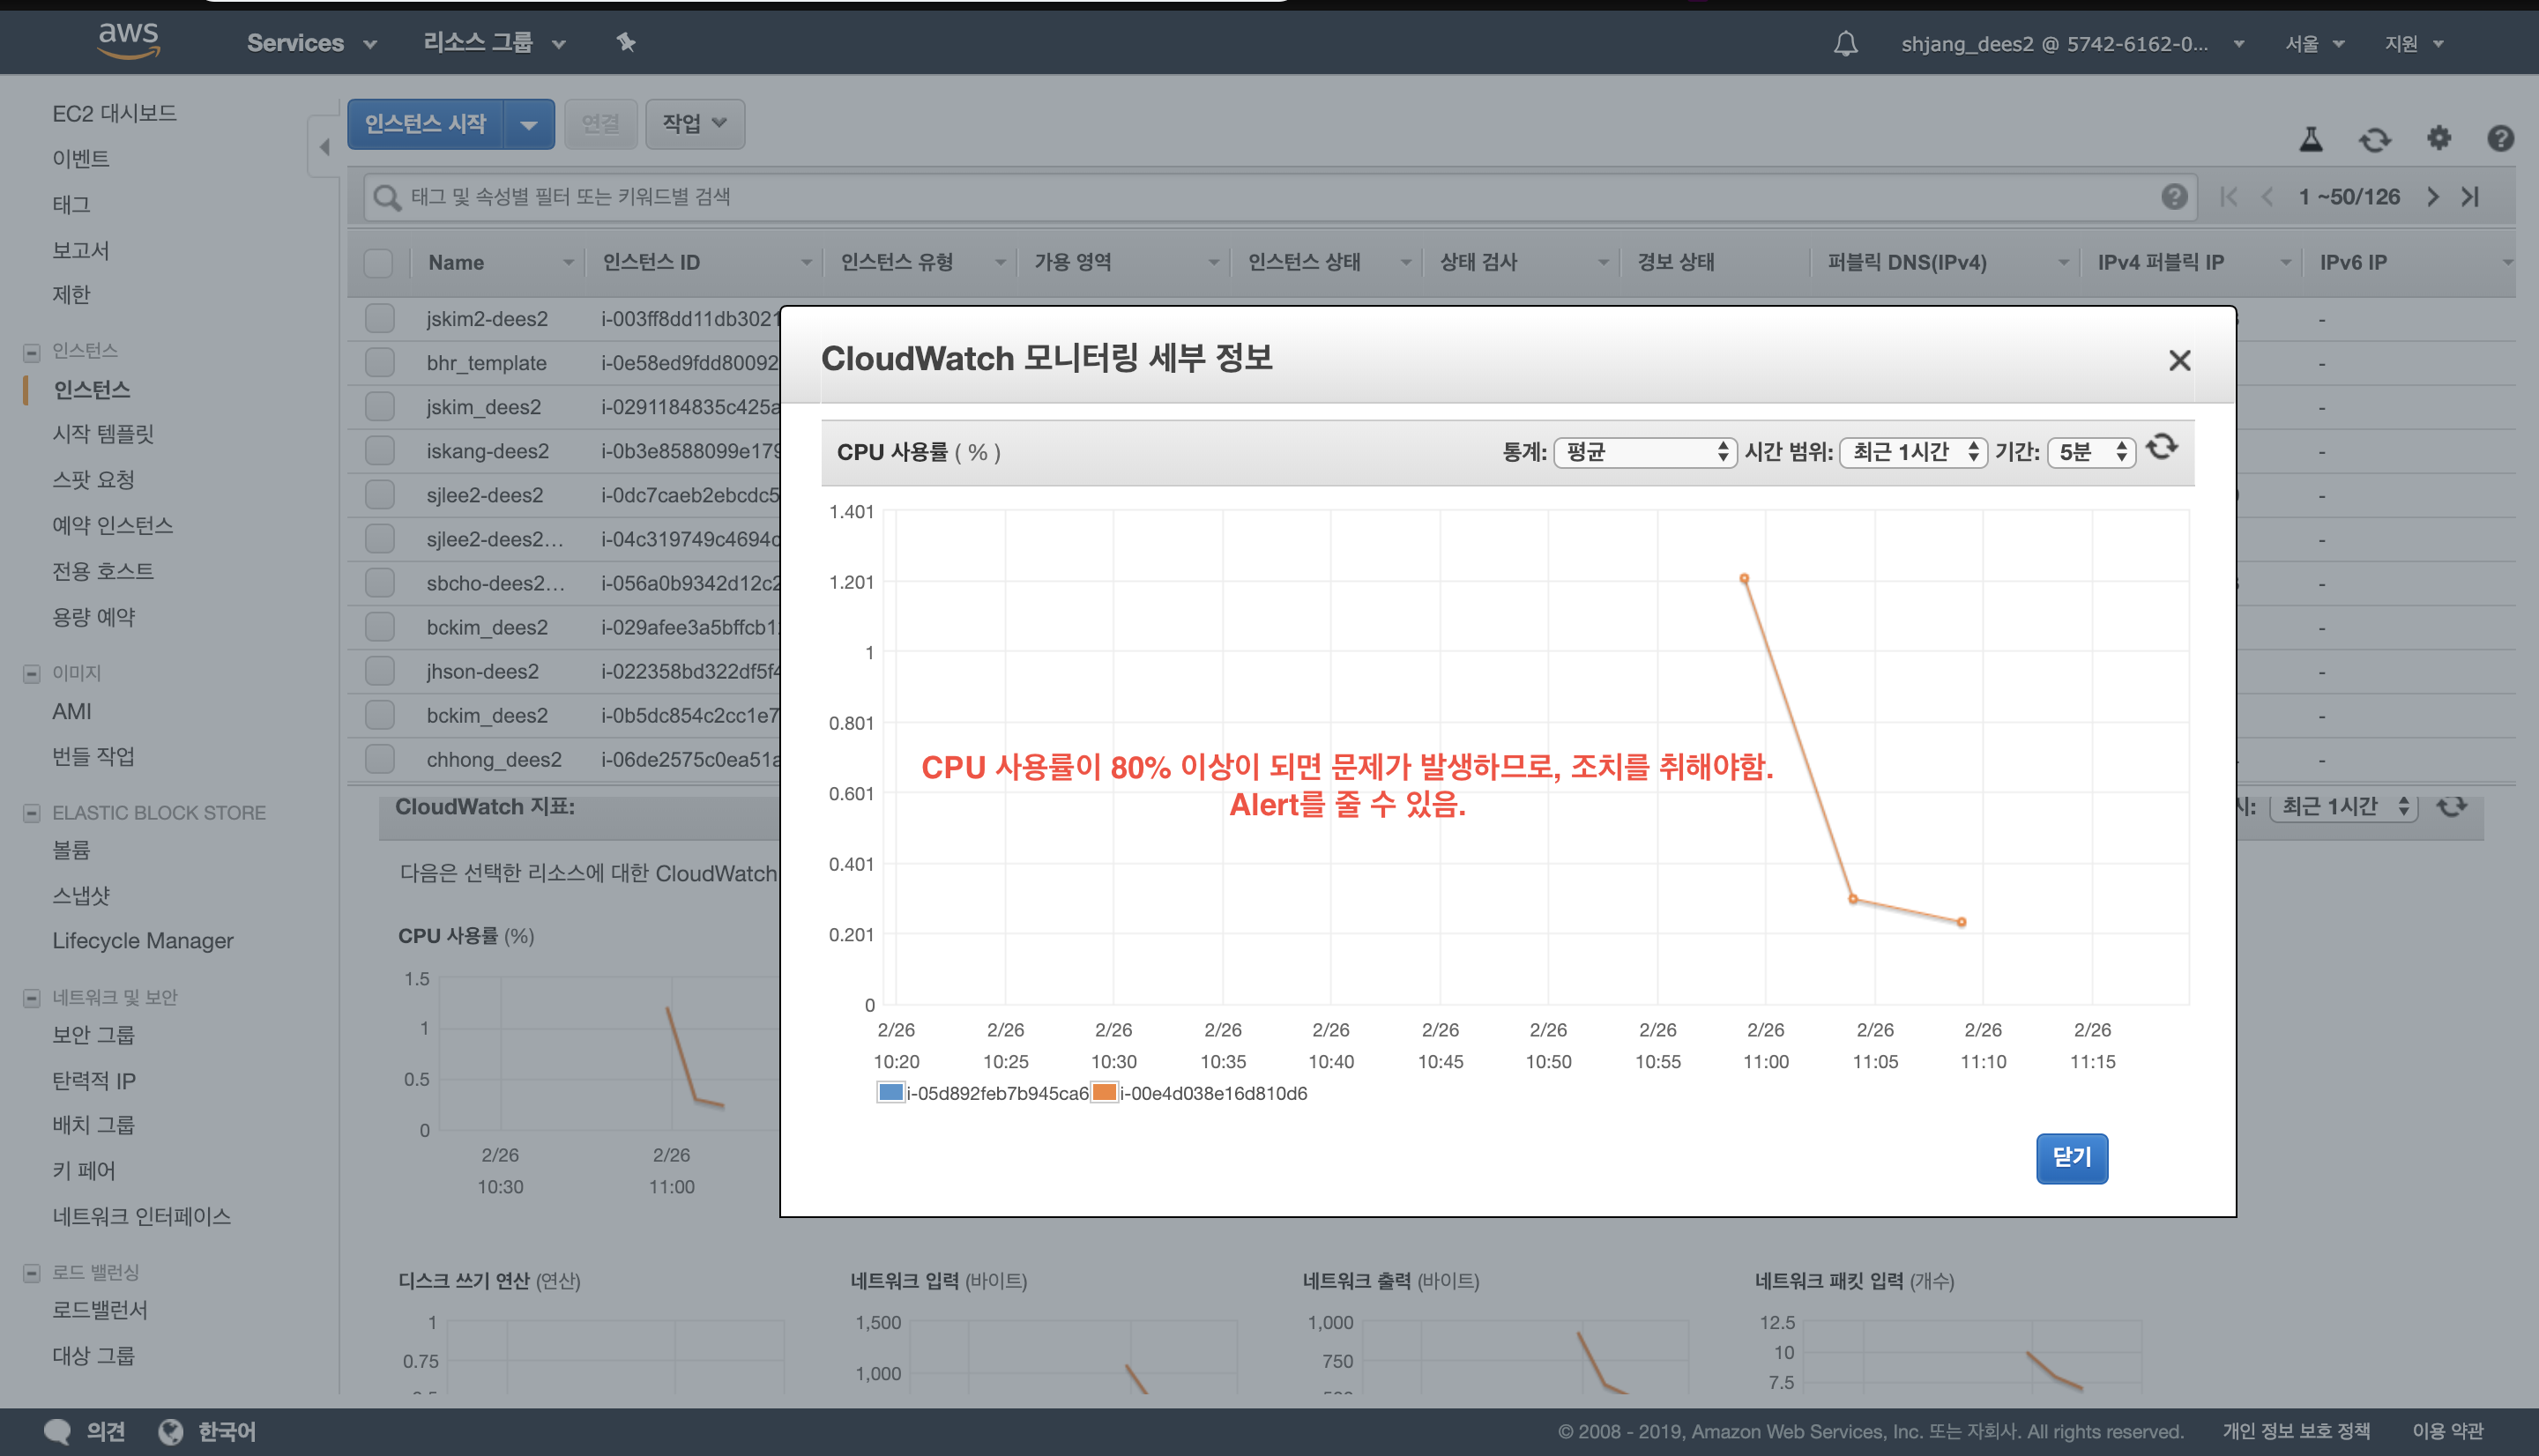 aws
Services
리소스 그룹
shjang_dees2 @ 5742-6162-0...
서울
지원
EC2 대시보드
이벤트
태그
보고서
제한
인스턴스
인스턴스
시작 템플릿
스팟 요청
예약 인스턴스
전용 호스트
용량 예약
이미지
AMI
번들 작업
ELASTIC BLOCK STORE
볼륨
스냅샷
Lifecycle Manager
네트워크 및 보안
보안 그룹
탄력적 IP
배치 그룹
키 페어
네트워크 인터페이스
로드 밸런싱
로드밸런서
대상 그룹
인스턴스 시작
연결
작업
태그 및 속성별 필터 또는 키워드별 검색
1 ~50/126
Name 인스턴스 ID 인스턴스 유형 가용 영역 인스턴스 상태 상태 검사 경보 상태 퍼블릭 DNS(IPv4) IPv4 퍼블릭 IP IPv6 IP
jskim2-dees2 i-003ff8dd11db3021 -
bhr_template i-0e58ed9fdd80092 -
jskim_dees2 i-0291184835c425a -
iskang-dees2 i-0b3e8588099e179 -
sjlee2-dees2 i-0dc7caeb2ebcdc5 -
sjlee2-dees2... i-04c319749c4694c -
sbcho-dees2... i-056a0b9342d12c2 -
bckim_dees2 i-029afee3a5bffcb1 -
jhson-dees2 i-022358bd322df5f4 -
bckim_dees2 i-0b5dc854c2cc1e7 -
chhong_dees2 i-06de2575c0ea51a -
CloudWatch 지표:
최근 1시간
다음은 선택한 리소스에 대한 CloudWatch
CPU 사용률 (%)
1.5
1
0.5
0
2/26 2/26
10:30 11:00
CloudWatch 모니터링 세부 정보
CPU 사용률 ( % )
통계: 평균 시간 범위: 최근 1시간 기간: 5분
1.401
1.201
1
0.801
0.601
0.401
0.201
0
CPU 사용률이 80% 이상이 되면 문제가 발생하므로, 조치를 취해야함.
Alert를 줄 수 있음.
2/26 2/26 2/26 2/26 2/26 2/26 2/26 2/26 2/26 2/26 2/26 2/26
10:20 10:25 10:30 10:35 10:40 10:45 10:50 10:55 11:00 11:05 11:10 11:15
i-05d892feb7b945ca6 i-00e4d038e16d810d6
닫기
디스크 쓰기 연산 (연산)
1
0.75
네트워크 입력 (바이트)
1,500
1,000
네트워크 출력 (바이트)
1,000
750
네트워크 패킷 입력 (개수)
12.5
10
7.5
의견
한국어
© 2008 - 2019, Amazon Web Services, Inc. 또는 자회사. All rights reserved.
개인 정보 보호 정책
이용 약관